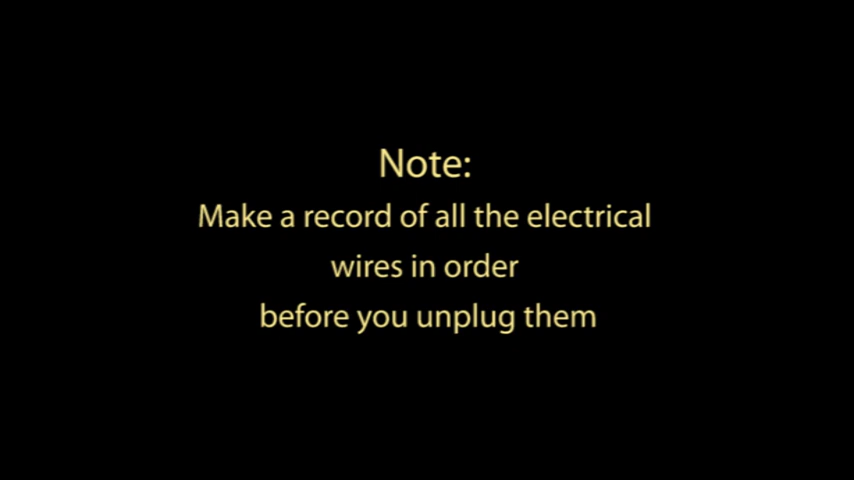 Note:
Make a record of all the electrical
wires in order
before you unplug them